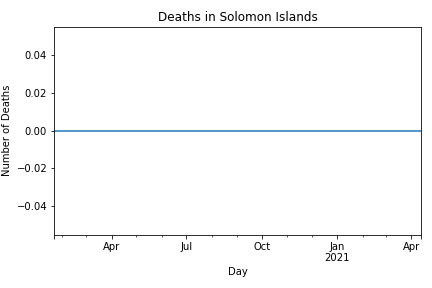 Deaths in Solomon Islands
Number of Deaths
0.04
0.02
0.00
−0.02
−0.04
Apr Jul Oct Jan Apr
2021
Day